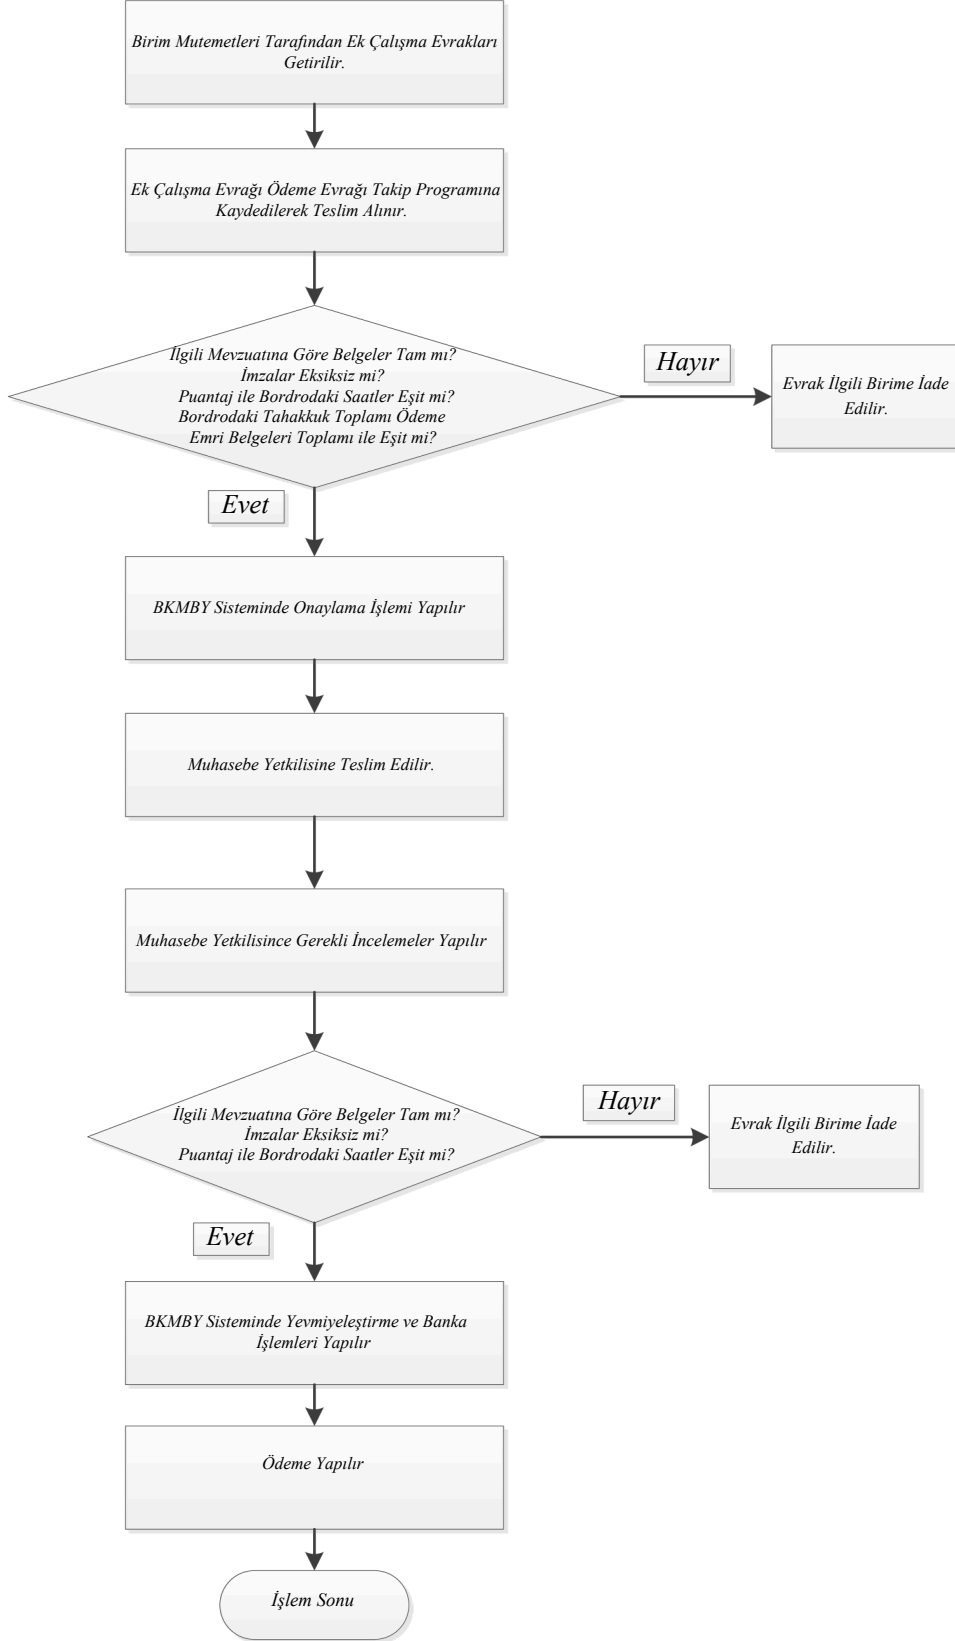 Birim Mutemetleri Tarafından Ek Çalışma Evrakları
Getirilir.
Ek Çalışma Evrağı Ödeme Evrağı Takip Programına
Kaydedilerek Teslim Alınır.
İlgili Mevzuatına Göre Belgeler Tam mı?
İmzalar Eksiksiz mi?
Puantaj ile Bordrodaki Saatler Eşit mi?
Bordrodaki Tahakkuk Toplamı Ödeme
Emri Belgeleri Toplamı ile Eşit mi?
Hayır
Evrak İlgili Birime İade
Edilir.
Evet
BKMBY Sisteminde Onaylama İşlemi Yapılır
Muhasebe Yetkilisine Teslim Edilir.
Muhasebe Yetkilisince Gerekli İncelemeler Yapılır
İlgili Mevzuatına Göre Belgeler Tam mı?
İmzalar Eksiksiz mi?
Puantaj ile Bordrodaki Saatler Eşit mi?
Hayır
Evrak İlgili Birime İade
Edilir.
Evet
BKMBY Sisteminde Yevmiyeleştirme ve Banka
İşlemleri Yapılır
Ödeme Yapılır
İşlem Sonu